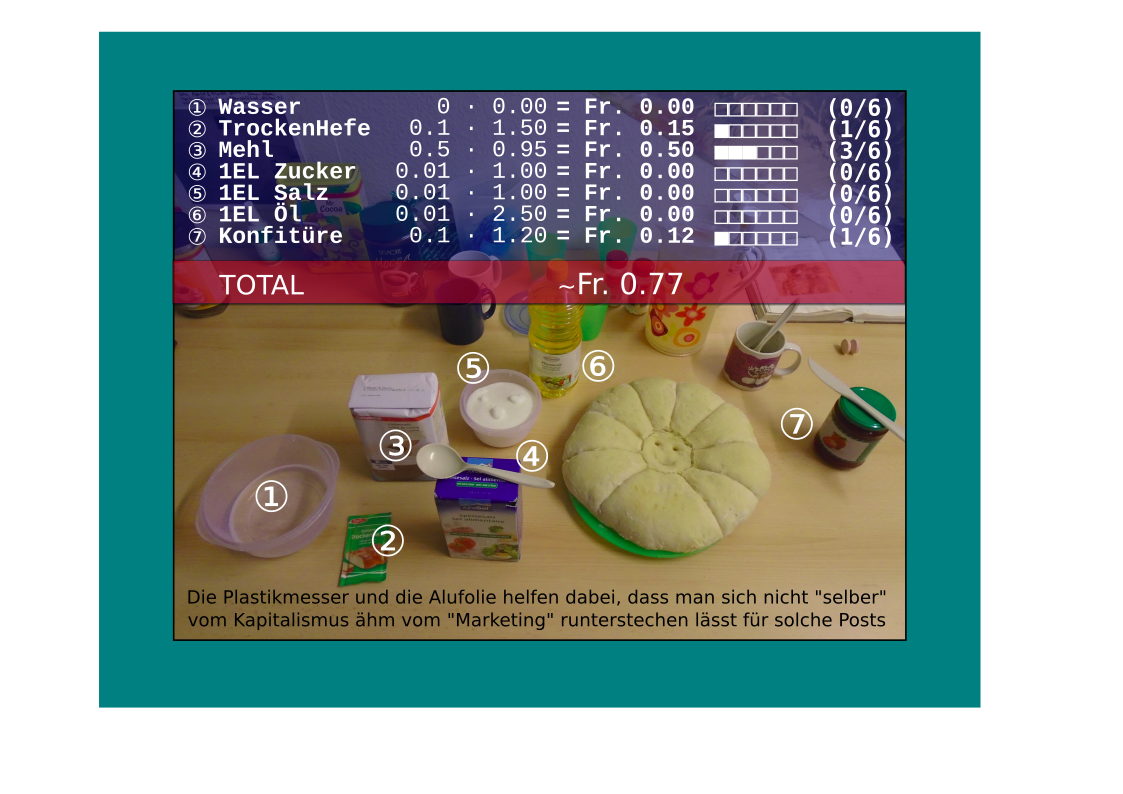 ① Wasser 0 · 0.00 = Fr. 0.00 □□□□□□ (0/6)
② TrockenHefe 0.1 · 1.50 = Fr. 0.15 ■□□□□□ (1/6)
③ Mehl 0.5 · 0.95 = Fr. 0.50 ■■■□□□ (3/6)
④ 1EL Zucker 0.01 · 1.00 = Fr. 0.00 □□□□□□ (0/6)
⑤ 1EL Salz 0.01 · 1.00 = Fr. 0.00 □□□□□□ (0/6)
⑥ 1EL Öl 0.01 · 2.50 = Fr. 0.00 □□□□□□ (0/6)
⑦ Konfitüre 0.1 · 1.20 = Fr. 0.12 ■□□□□□ (1/6)
Cocoa
TOTAL ~Fr. 0.77
⑤
⑥
⑦
③
④
①
②
Die Plastikmesser und die Alufolie helfen dabei, dass man sich nicht "selber"
vom Kapitalismus ähm vom "Marketing" runterstechen lässt für solche Posts